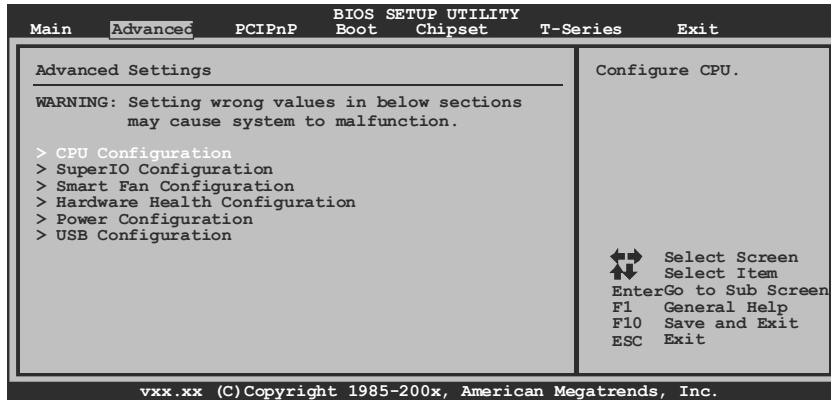 BIOS SETUP UTILITY
Main Advanced PCIPnP Boot Chipset T-Series Exit
Advanced Settings
WARNING: Setting wrong values in below sections
may cause system to malfunction.
> CPU Configuration
> SuperIO Configuration
> Smart Fan Configuration
> Hardware Health Configuration
> Power Configuration
> USB Configuration
Configure CPU.
Select Screen
Select Item
EnterGo to Sub Screen
F1 General Help
F10 Save and Exit
ESC Exit
vxx.xx (C)Copyright 1985-200x, American Megatrends, Inc.